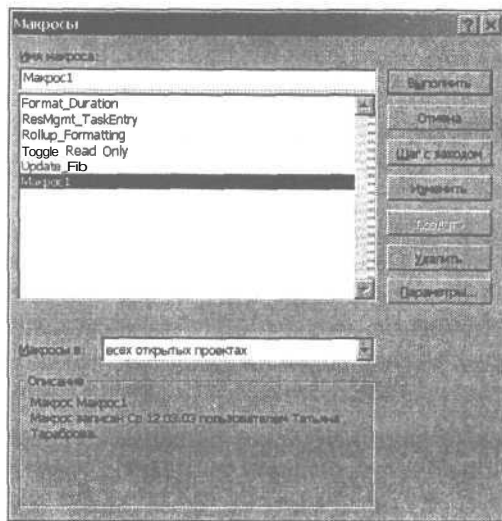 Макросы
Имя макроса:
Макрос1
Format_Duration
ResMgmt_TaskEntry
Rollup_Formatting
Toggle Read Only
Update_Fib
Макрос1
Выполнить
Отмена
Шаг с заходом
Изменить
Создать
Удалить
Параметры...
Макросы в: всех открытых проектах
Описание
Макрос Макрос1
Макрос записан Ср 12.03.03 пользователем Татьяна
Тараброва.